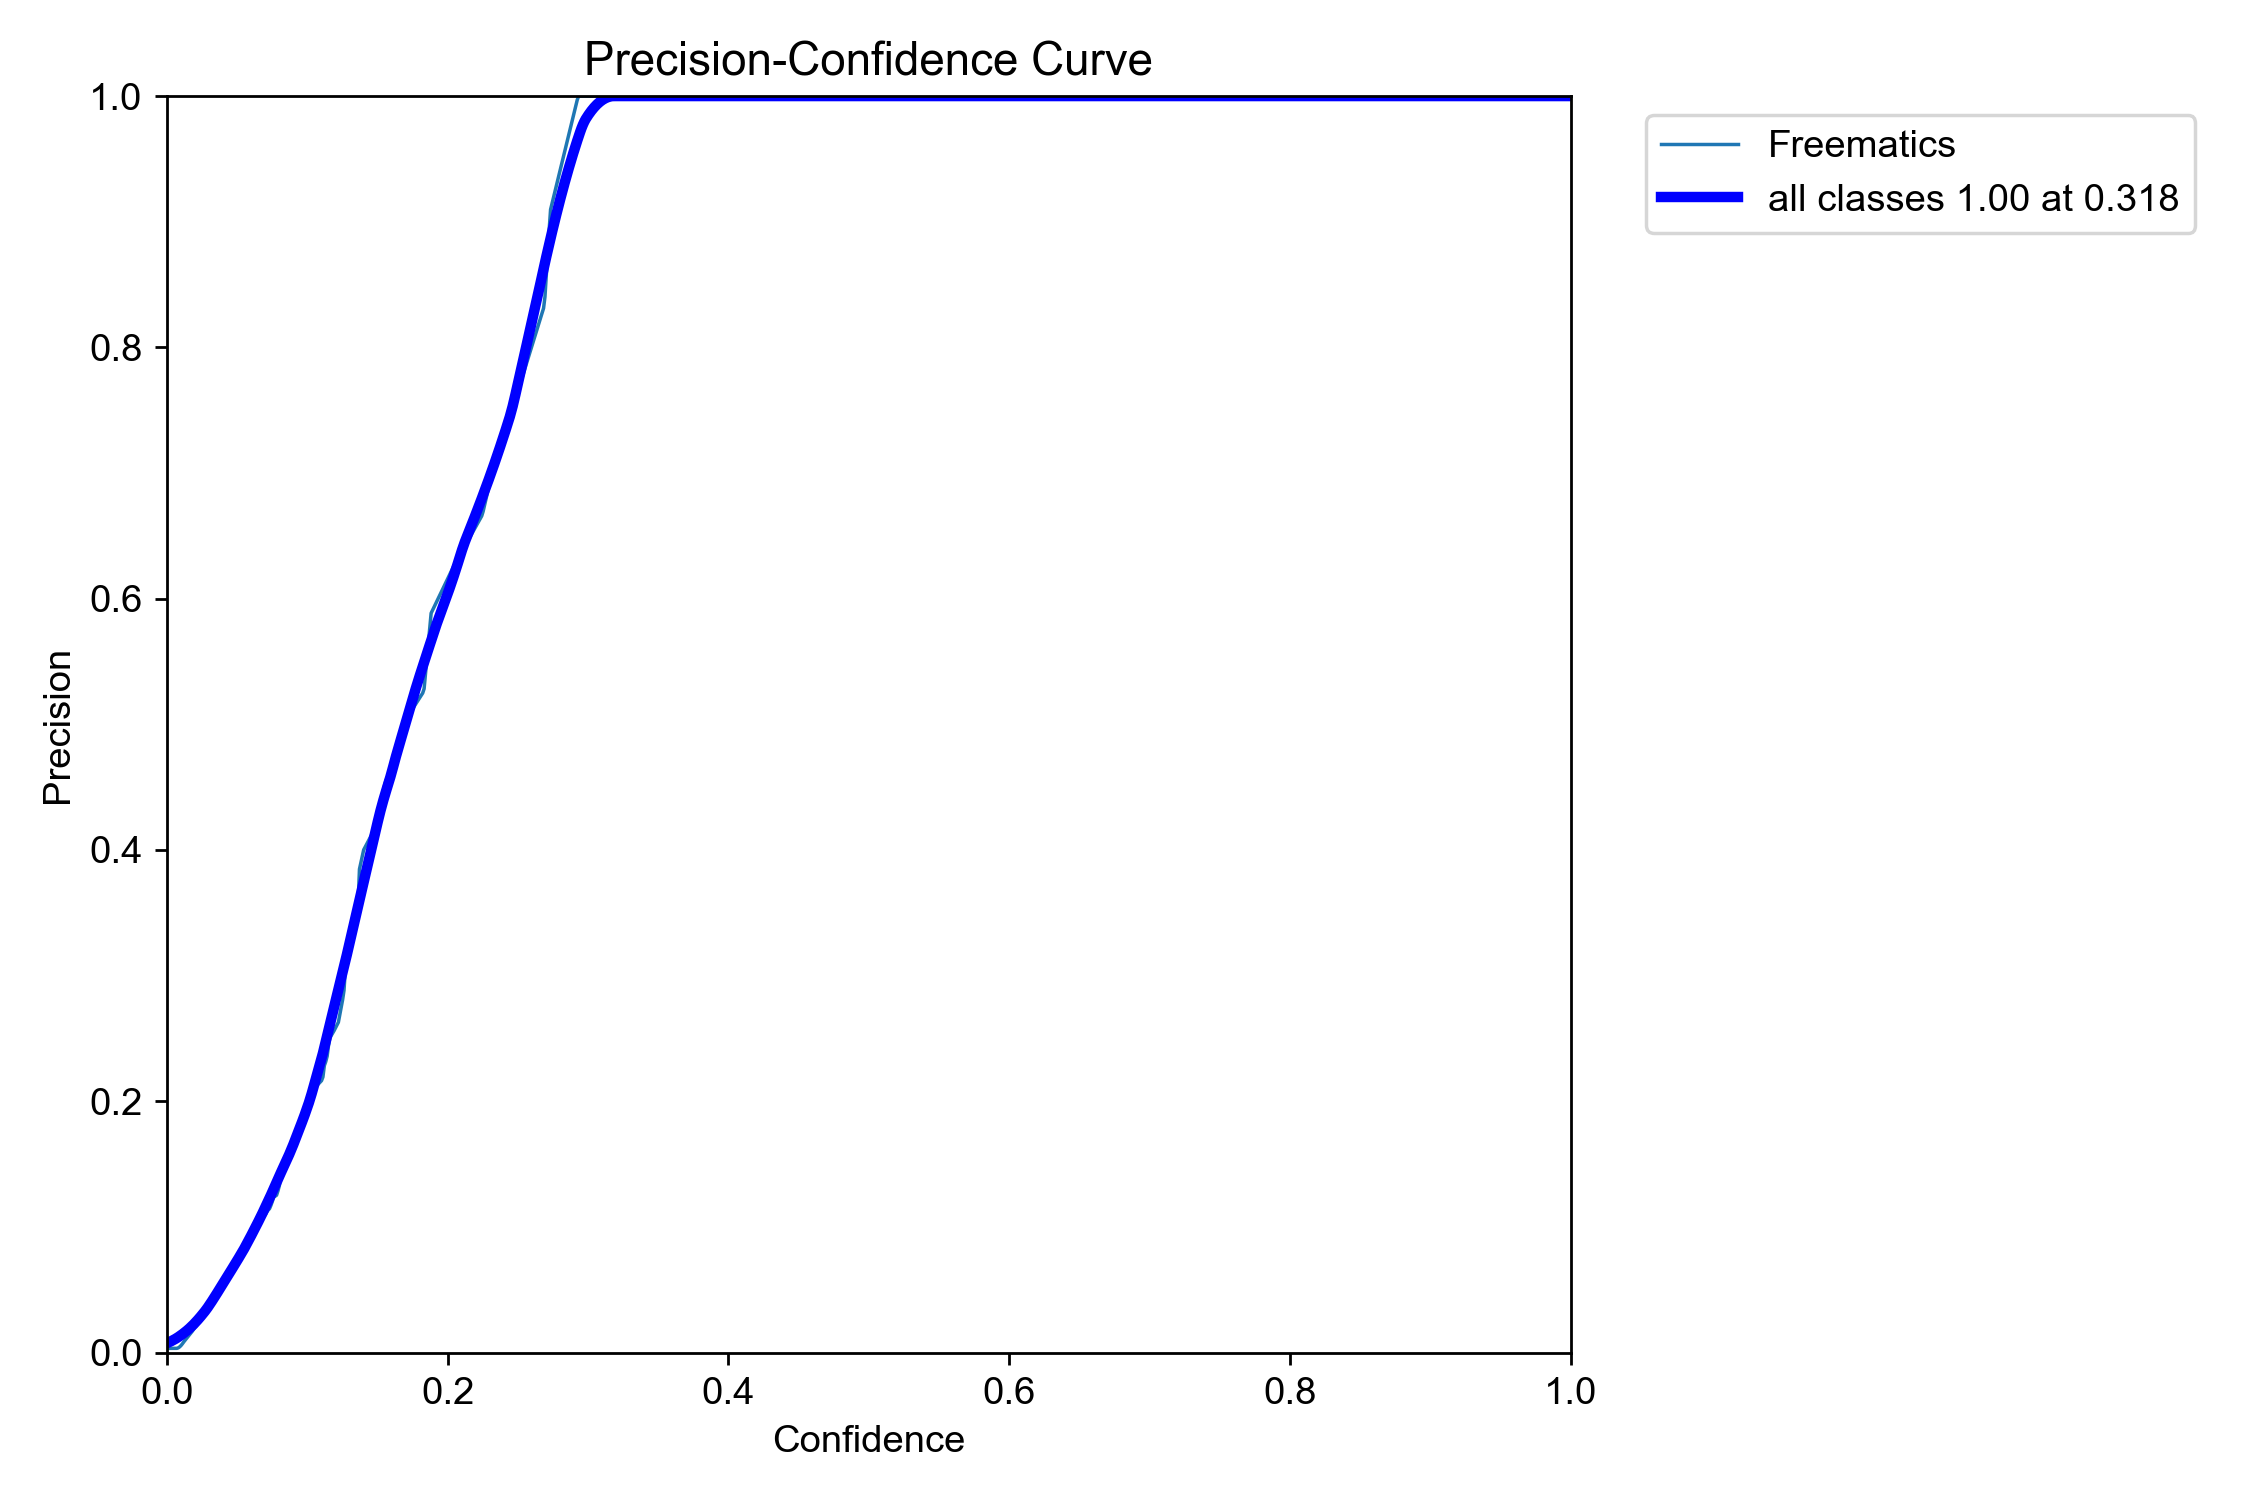 Precision-Confidence Curve
1.0
0.8
0.6
0.4
0.2
0.0
Precision
0.0 0.2 0.4 0.6 0.8 1.0
Confidence
Freematics
all classes 1.00 at 0.318